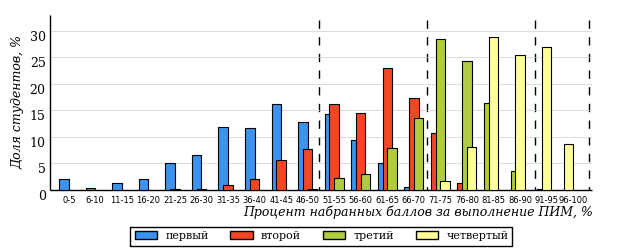 Доля студентов, %
30
25
20
15
10
5
0
0-5 6-10 11-15 16-20 21-25 26-30 31-35 36-40 41-45 46-50 51-55 56-60 61-65 66-70 71-75 76-80 81-85 86-90 91-95 96-100
Процент набранных баллов за выполнение ПИМ, %
первый второй третий четвертый